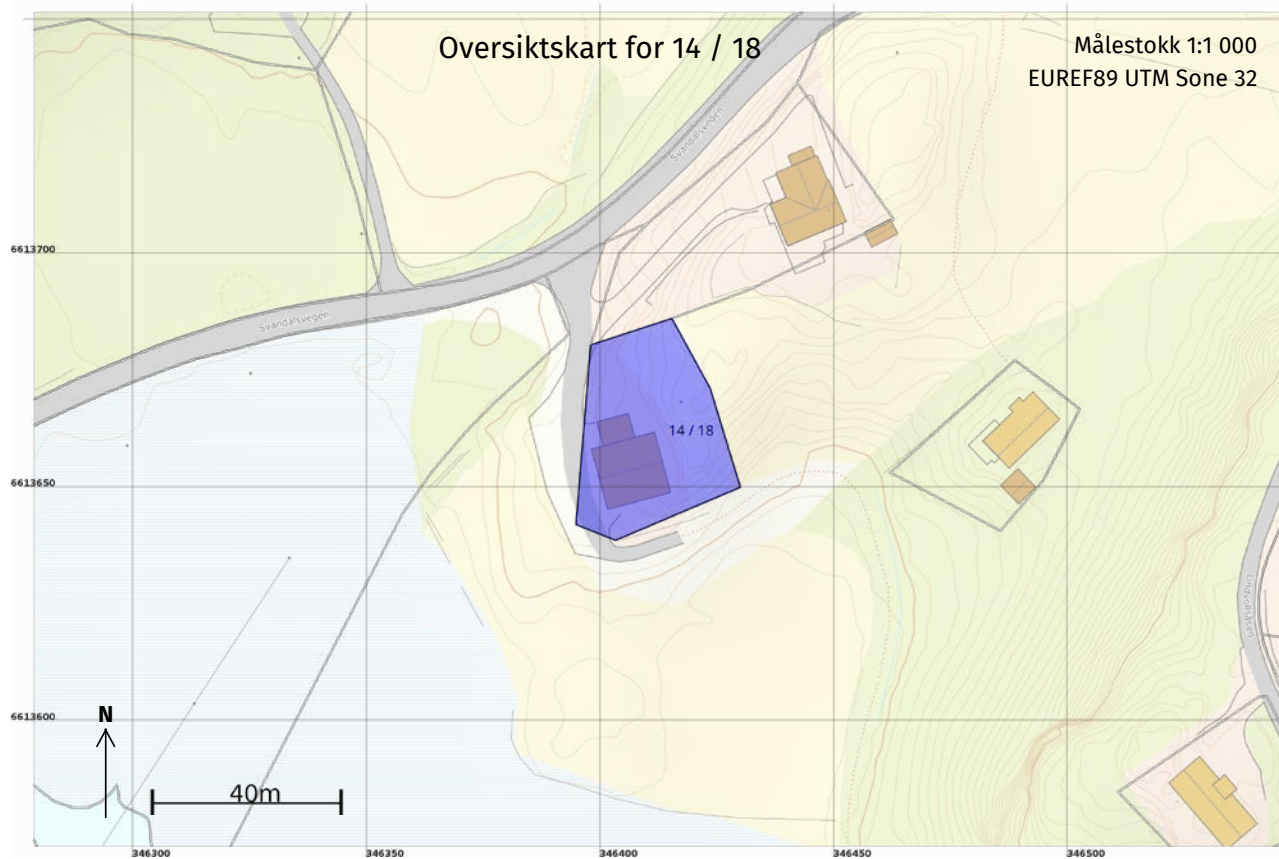 Oversiktskart for 14 / 18
Målestokk 1:1 000
EUREF89 UTM Sone 32
Svandalsvegen
6613700
Svandalsvegen
14 / 18
6613650
Lindvollsåsen
6613600
N
40m
346300
346350
346400
346450
346500